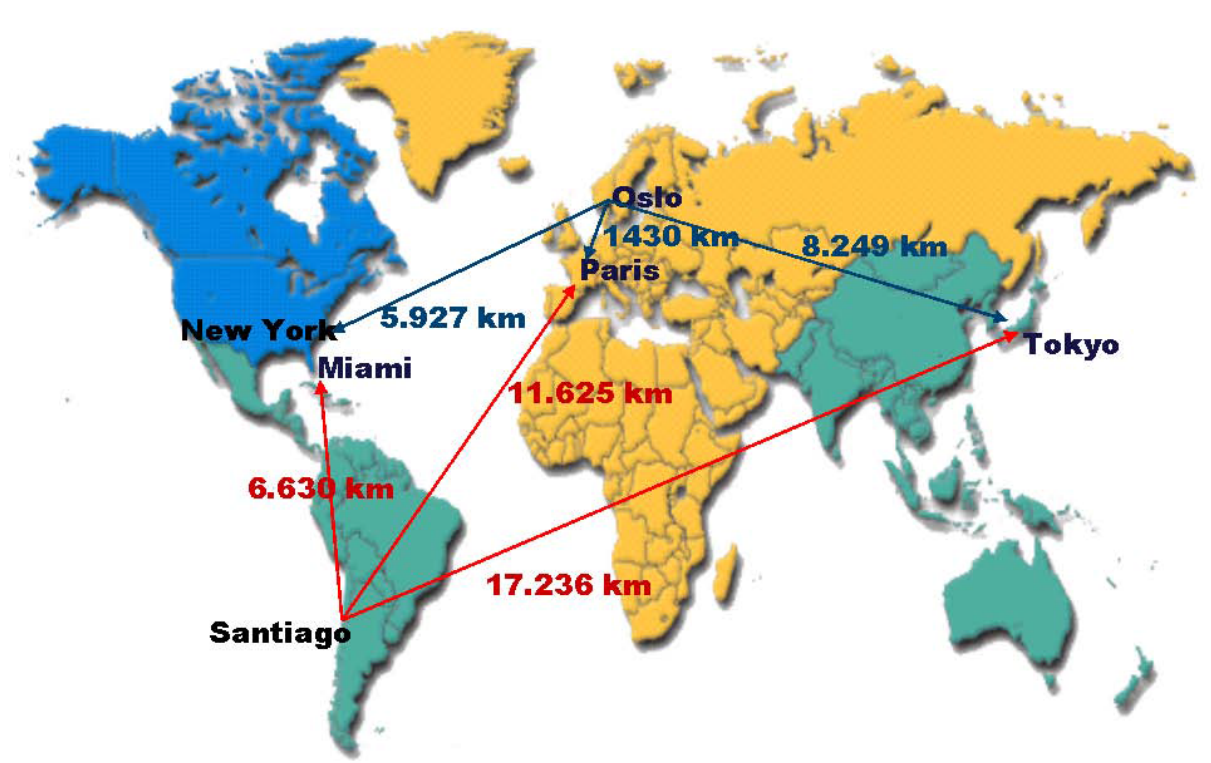 Oslo
1430 km
8.249 km
Paris
5.927 km
New York
Tokyo
Miami
11.625 km
6.630 km
17.236 km
Santiago